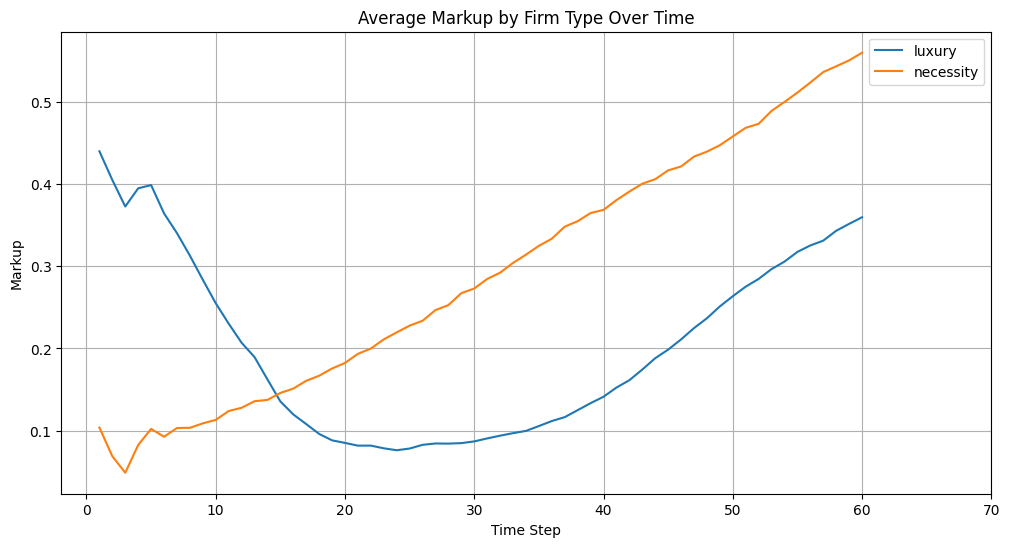 Average Markup by Firm Type Over Time
luxury
necessity
Markup
0.5
0.4
0.3
0.2
0.1
0 10 20 30 40 50 60 70
Time Step